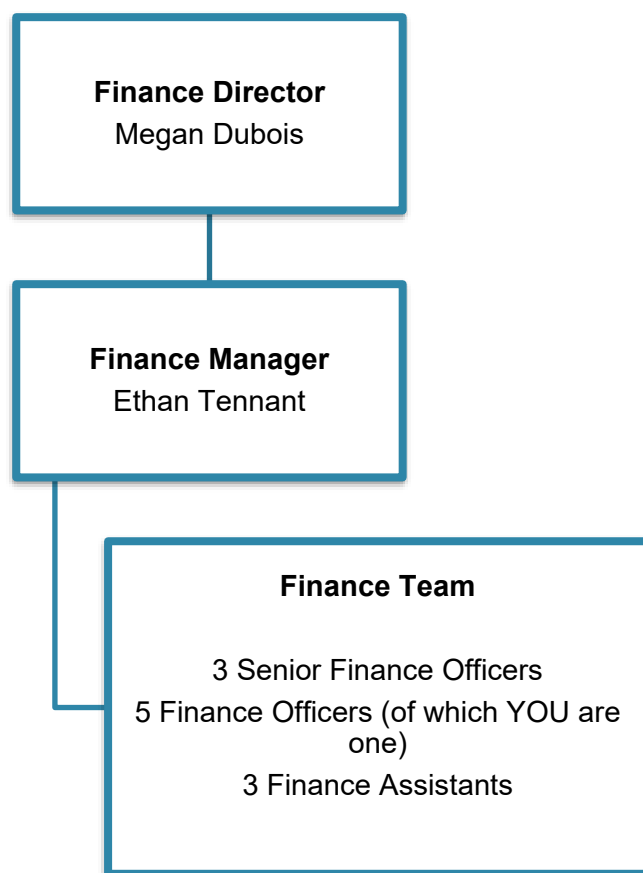 Finance Director
Megan Dubois
Finance Manager
Ethan Tennant
Finance Team
3 Senior Finance Officers
5 Finance Officers (of which YOU are
one)
3 Finance Assistants